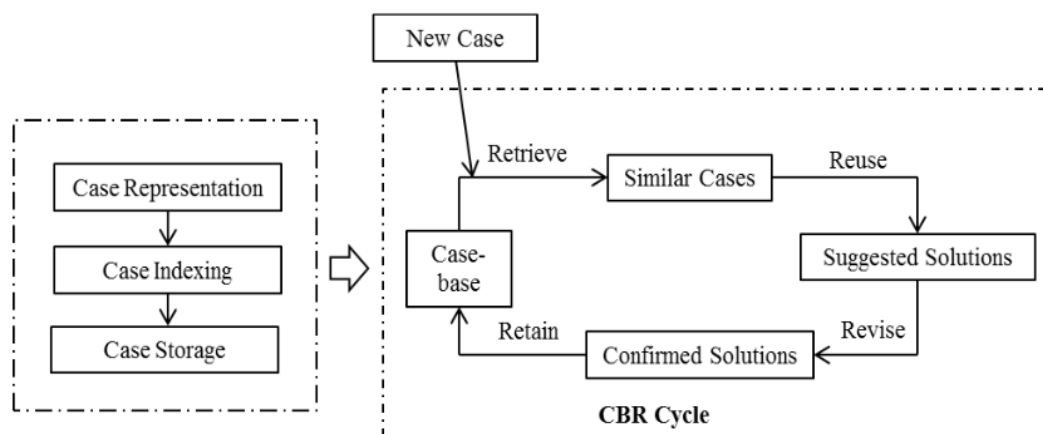 New Case
Case Representation
Case Indexing
Case Storage
Retrieve
Similar Cases
Reuse
Case-
base
Suggested Solutions
Retain
Confirmed Solutions
Revise
CBR Cycle